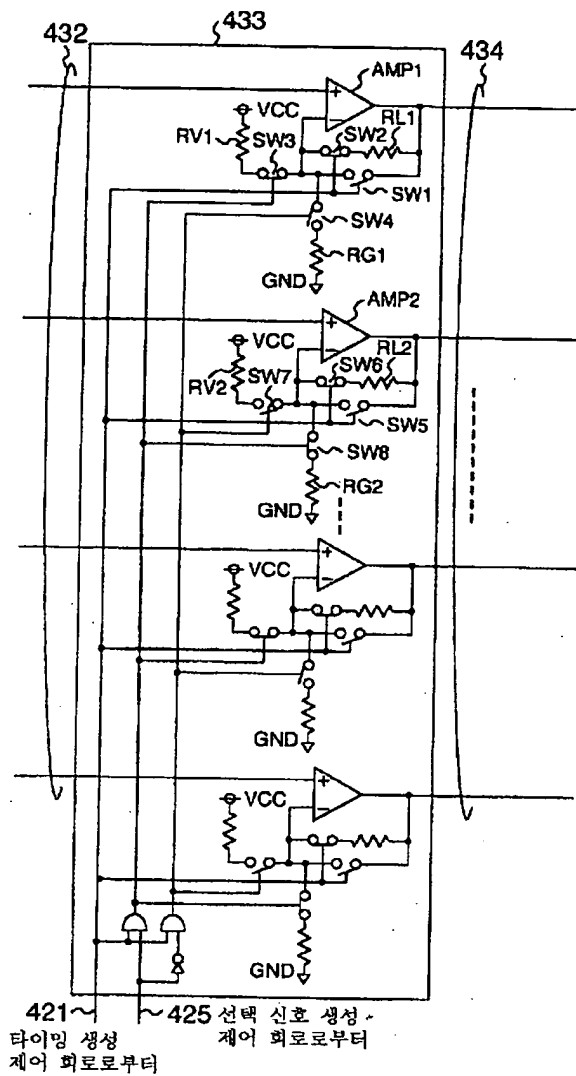 432
433
434
AMP1
VCC
RV1
SW3
SW2
RL1
SW1
SW4
RG1
GND
AMP2
VCC
RV2
SW7
SW6
RL2
SW5
SW8
RG2
GND
VCC
GND
VCC
GND
421
425
타이밍 생성
제어 회로로부터
선택 신호 생성
제어 회로로부터